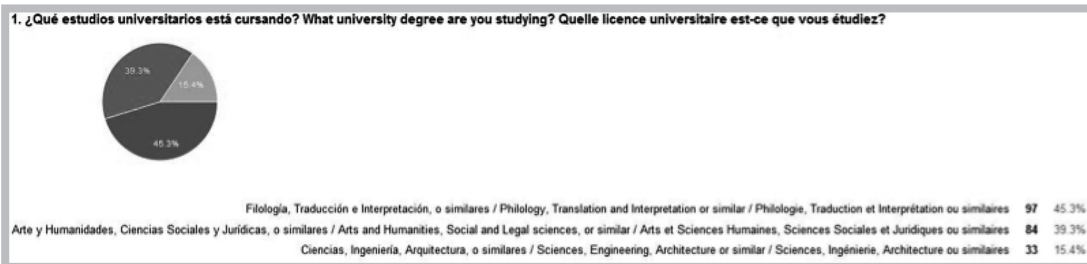 1. ¿Qué estudios universitarios está cursando? What university degree are you studying? Quelle licence universitaire est-ce que vous étudiez?
39.3%
15.4%
45.3%
Filología, Traducción e Interpretación, o similares / Philology, Translation and Interpretation or similar / Philologie, Traduction et Interprétation ou similaires 97 45.3%
Arte y Humanidades, Ciencias Sociales y Jurídicas, o similares / Arts and Humanities, Social and Legal sciences, or similar / Arts et Sciences Humaines, Sciences Sociales et Juridiques ou similaires 84 39.3%
Ciencias, Ingeniería, Arquitectura, o similares / Sciences, Engineering, Architecture or similar / Sciences, Ingénierie, Architecture ou similaires 33 15.4%